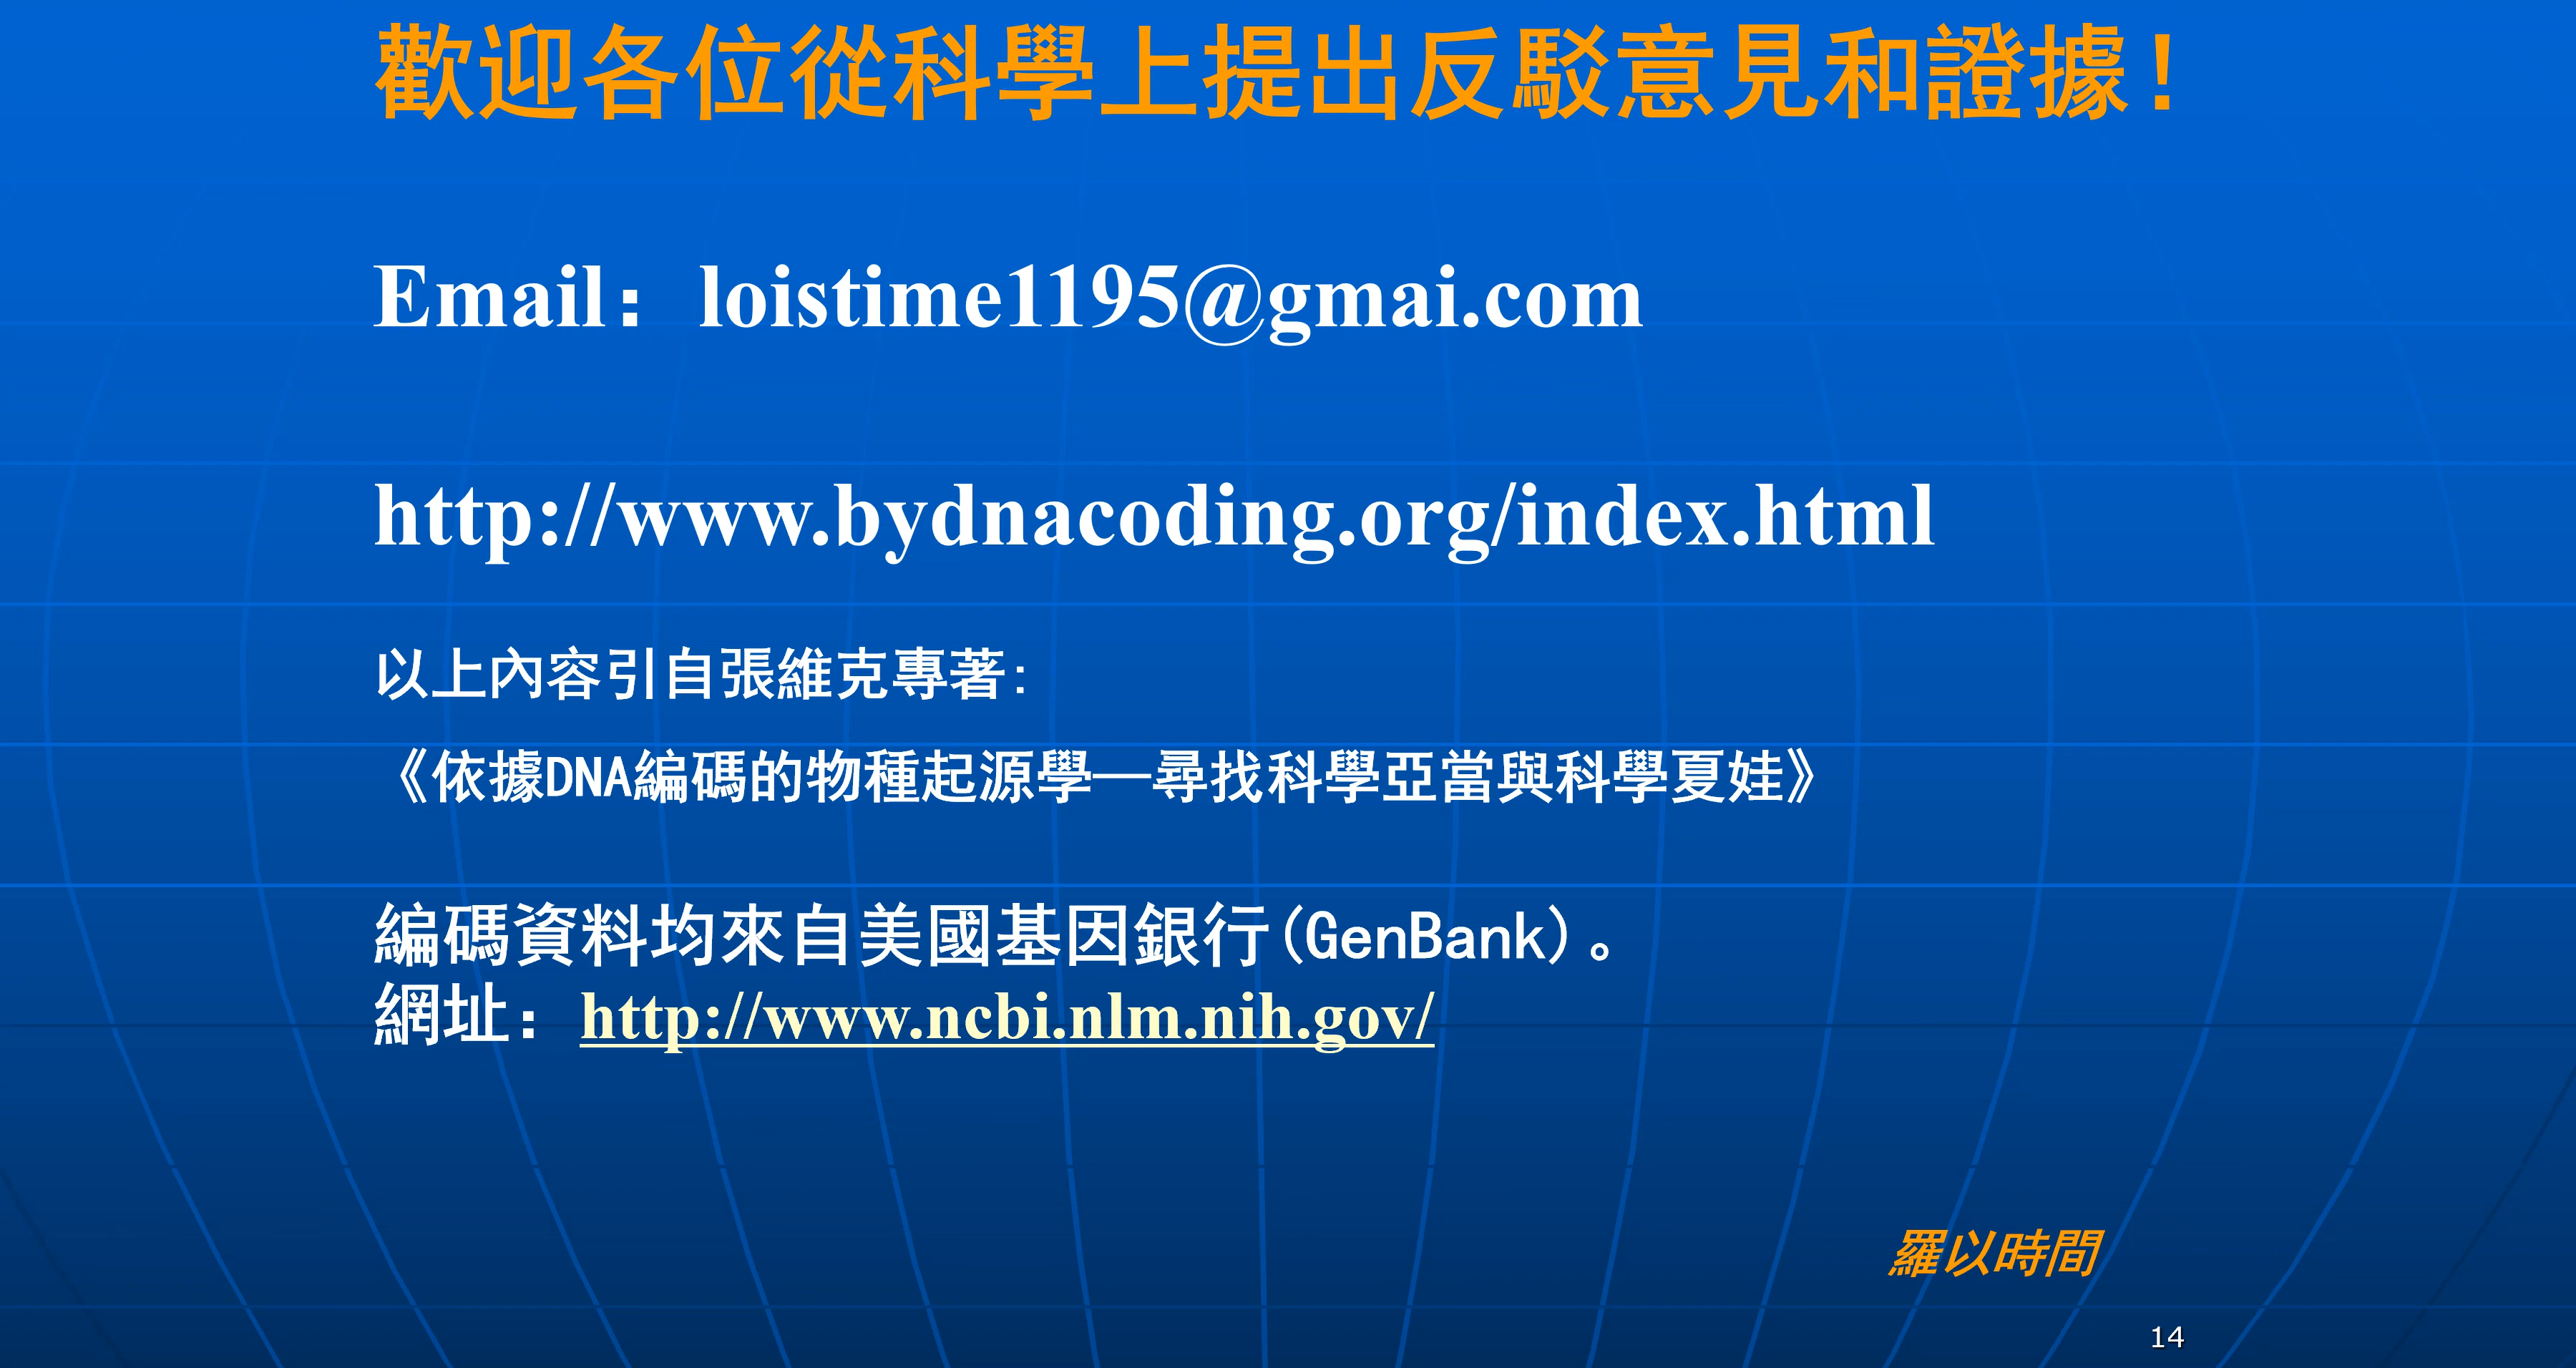 歡迎各位從科學上提出反駁意見和證據！
Email： loistime1195@gmai.com
http://www.bydnacoding.org/index.html
以上內容引自張維克專著:
《依據DNA編碼的物種起源學—尋找科學亞當與科學夏娃》
編碼資料均來自美國基因銀行(GenBank)。
網址：http://www.ncbi.nlm.nih.gov/
羅以時間
14